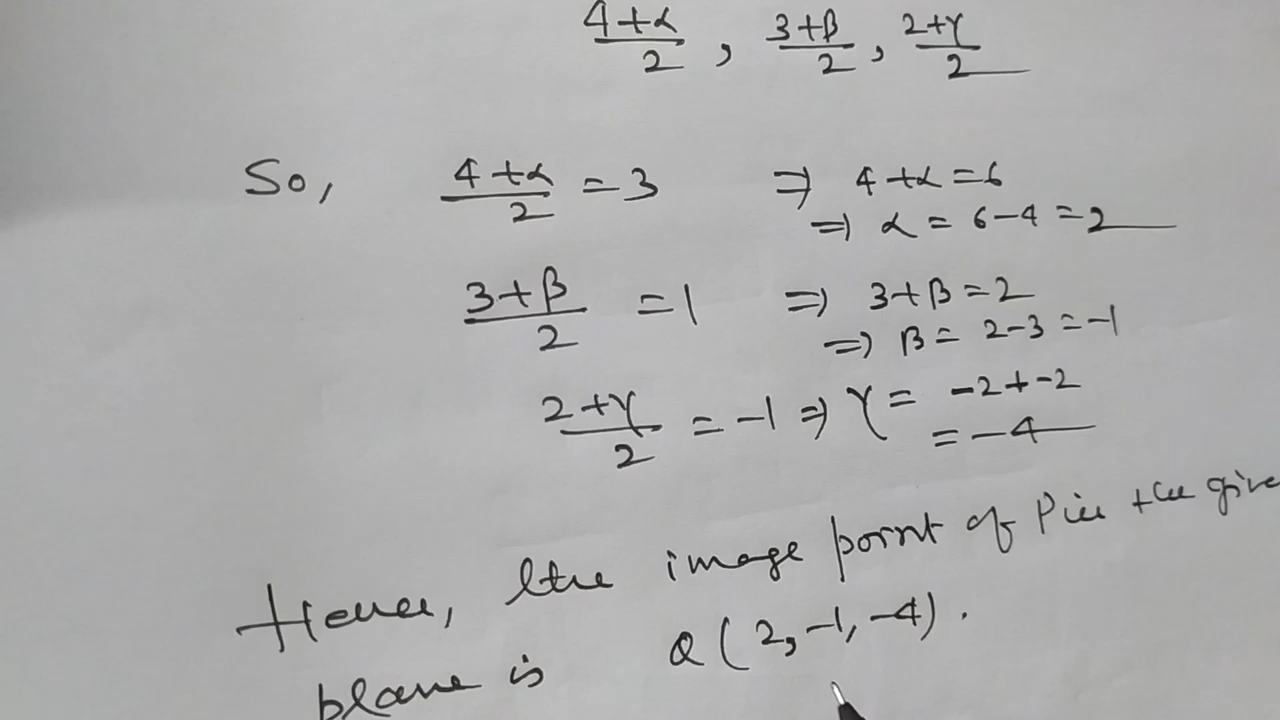 4+α/2 , 3+β/2 , 2+γ/2
So, 4+α/2 = 3 ⇒ 4+α = 6
⇒ α = 6-4 = 2
3+β/2 = 1 ⇒ 3+β = 2
⇒ β = 2-3 = -1
2+γ/2 = -1 ⇒ γ = -2+-2
= -4
Hence, the image point of P in the give
plane is Q(2,-1,-4).